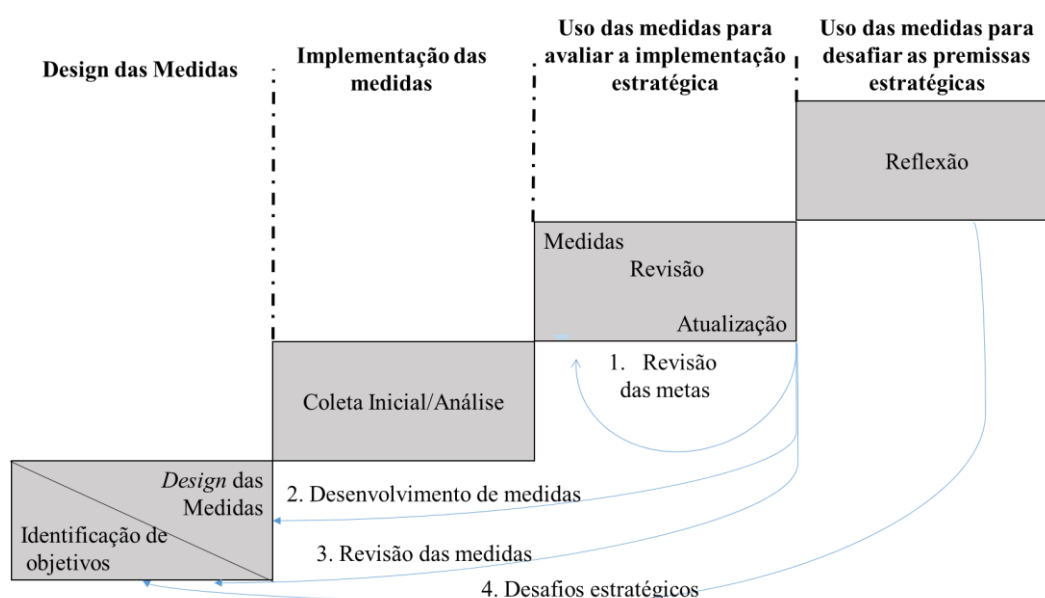 Design das Medidas
Implementação das
medidas
Uso das medidas para
avaliar a implementação
estratégica
Uso das medidas para
desafiar as premissas
estratégicas
Reflexão
Medidas
Revisão
Atualização
1. Revisão
das metas
Coleta Inicial/Análise
Design das
Medidas
Identificação de
objetivos
2. Desenvolvimento de medidas
3. Revisão das medidas
4. Desafios estratégicos